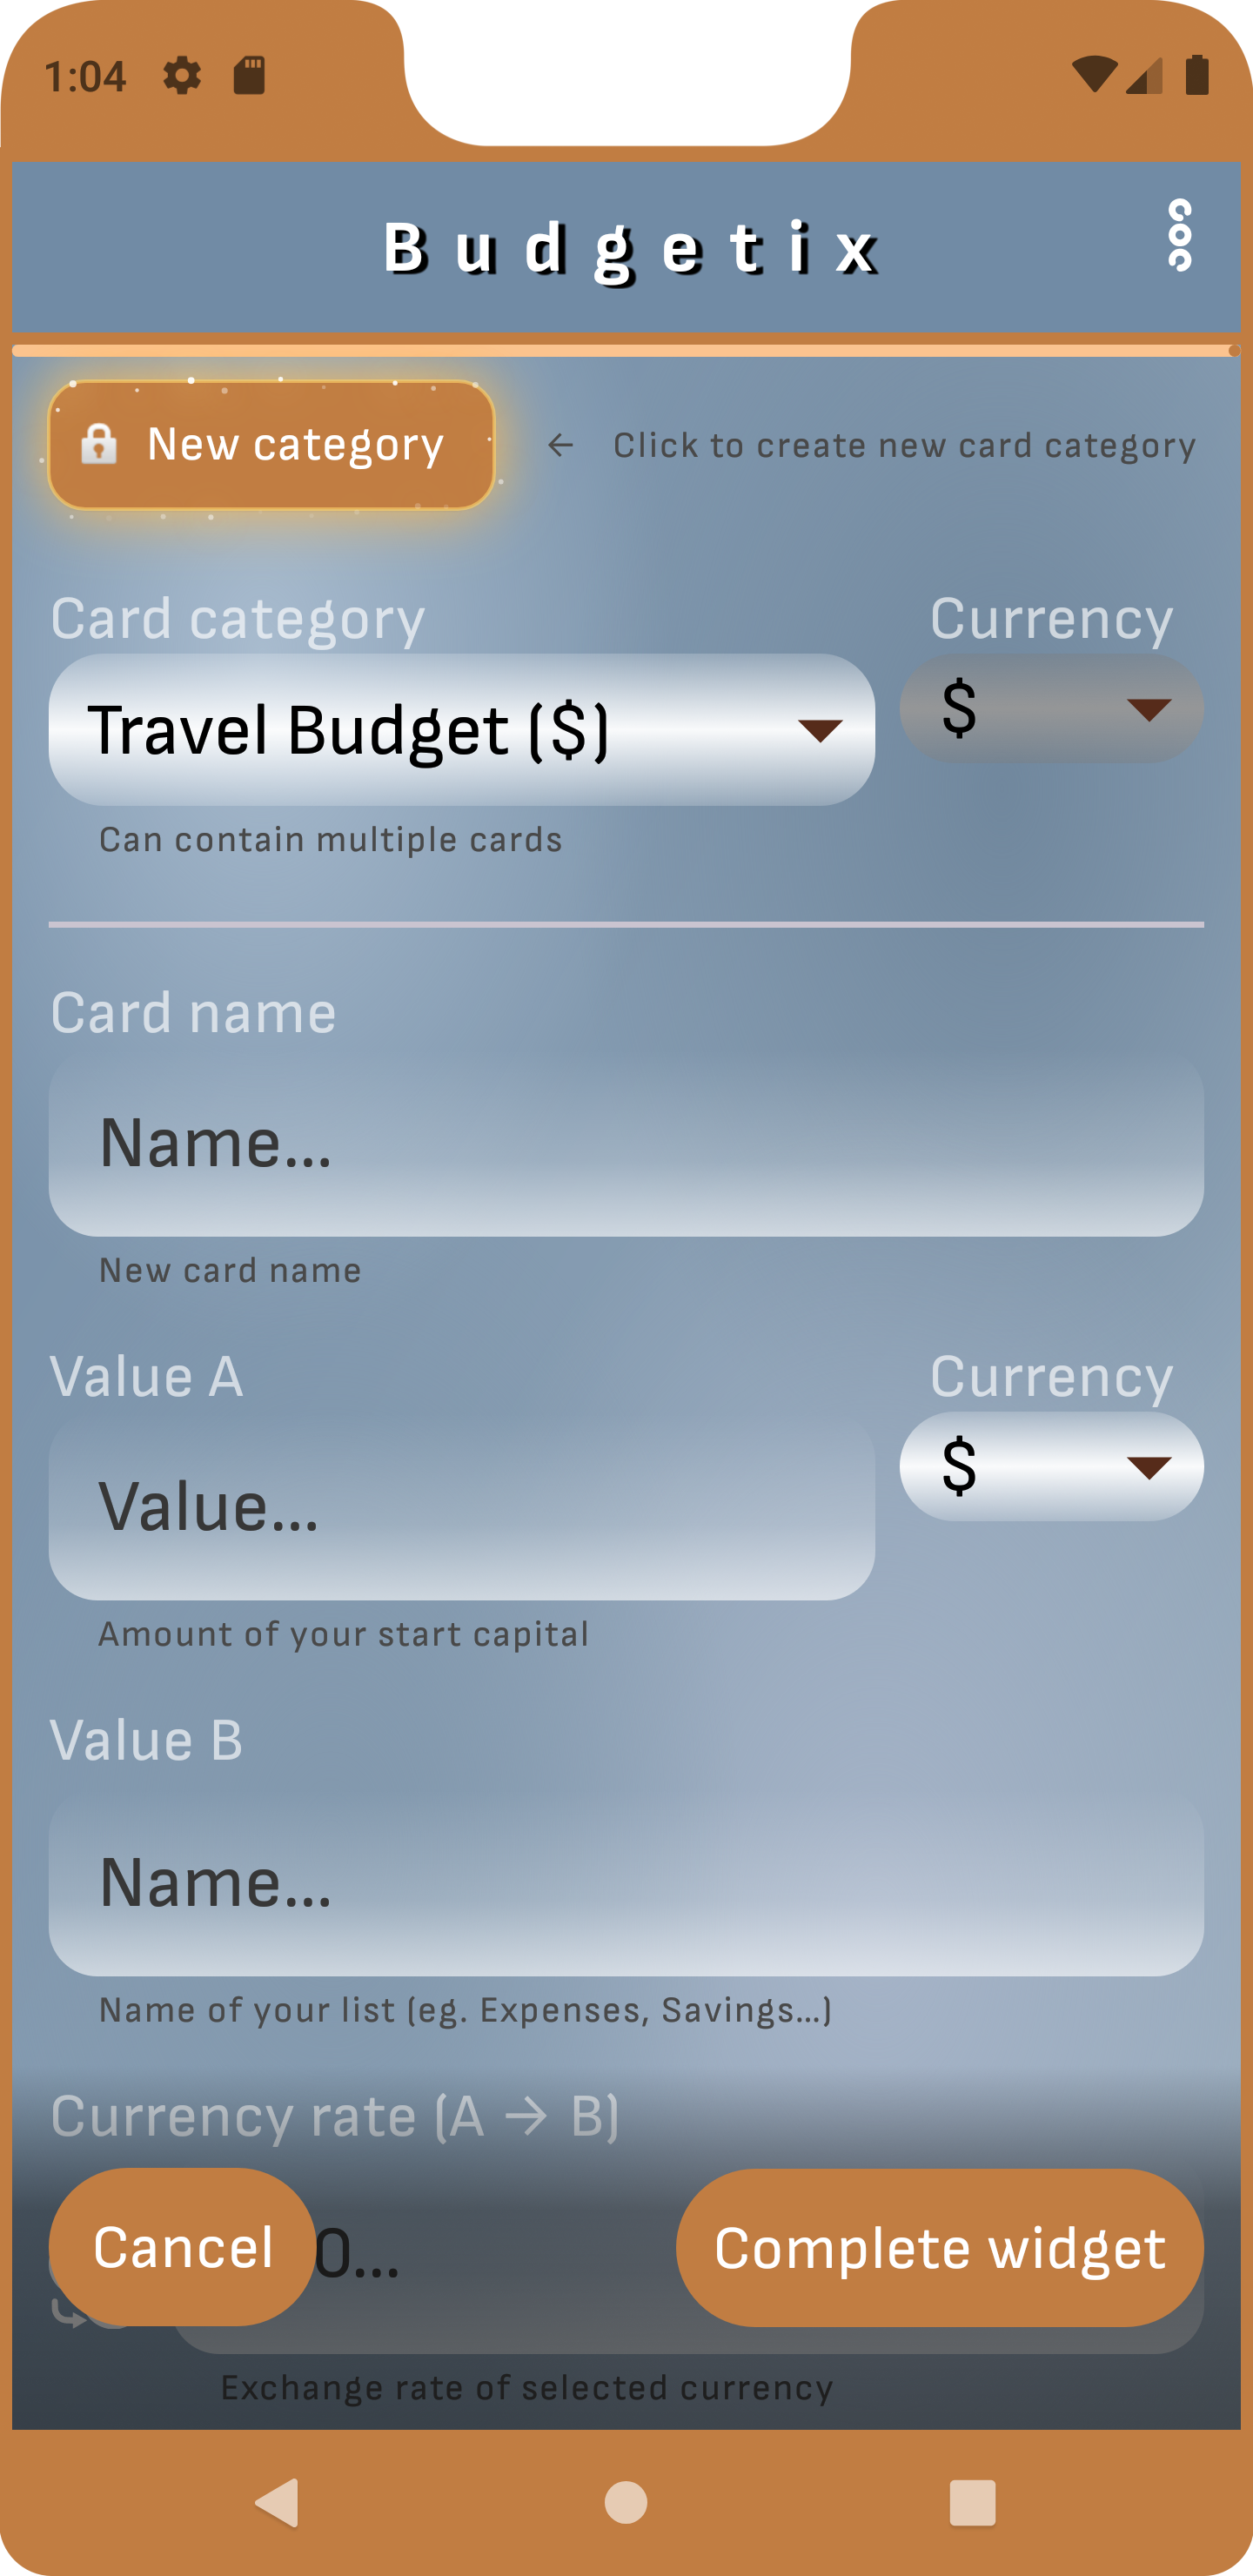 1:04
Budgetix
New category
← Click to create new card category
Card category
Currency
Travel Budget ($)
$
Can contain multiple cards
Card name
Name...
New card name
Value A
Currency
Value...
$
Amount of your start capital
Value B
Name...
Name of your list (eg. Expenses, Savings...)
Currency rate (A → B)
Cancel
0...
Complete widget
Exchange rate of selected currency